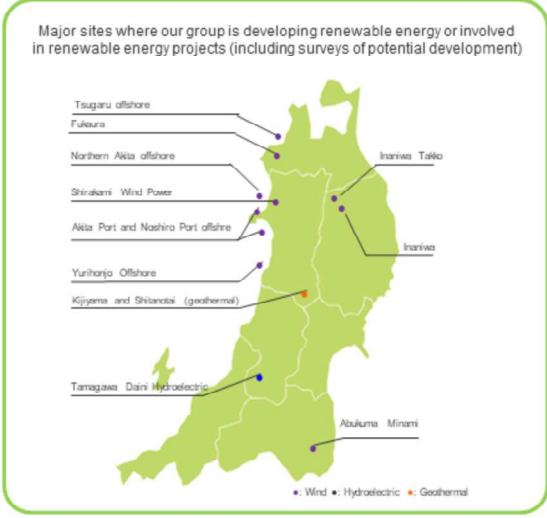 Major sites where our group is developing renewable energy or involved
in renewable energy projects (including surveys of potential development)
Tsugaru offshore
Fukaura
Northern Akita offshore
Inaniwa Takko
Shirakami Wind Power
Akita Port and Noshiro Port offshre
Inaniwa
Yurihonjo Offshore
Kijiyama and Shitanotai (geothermal)
Tamagawa Daini Hydroelectric
Abukuma Minami
●: Wind ●: Hydroelectric ●: Geothermal